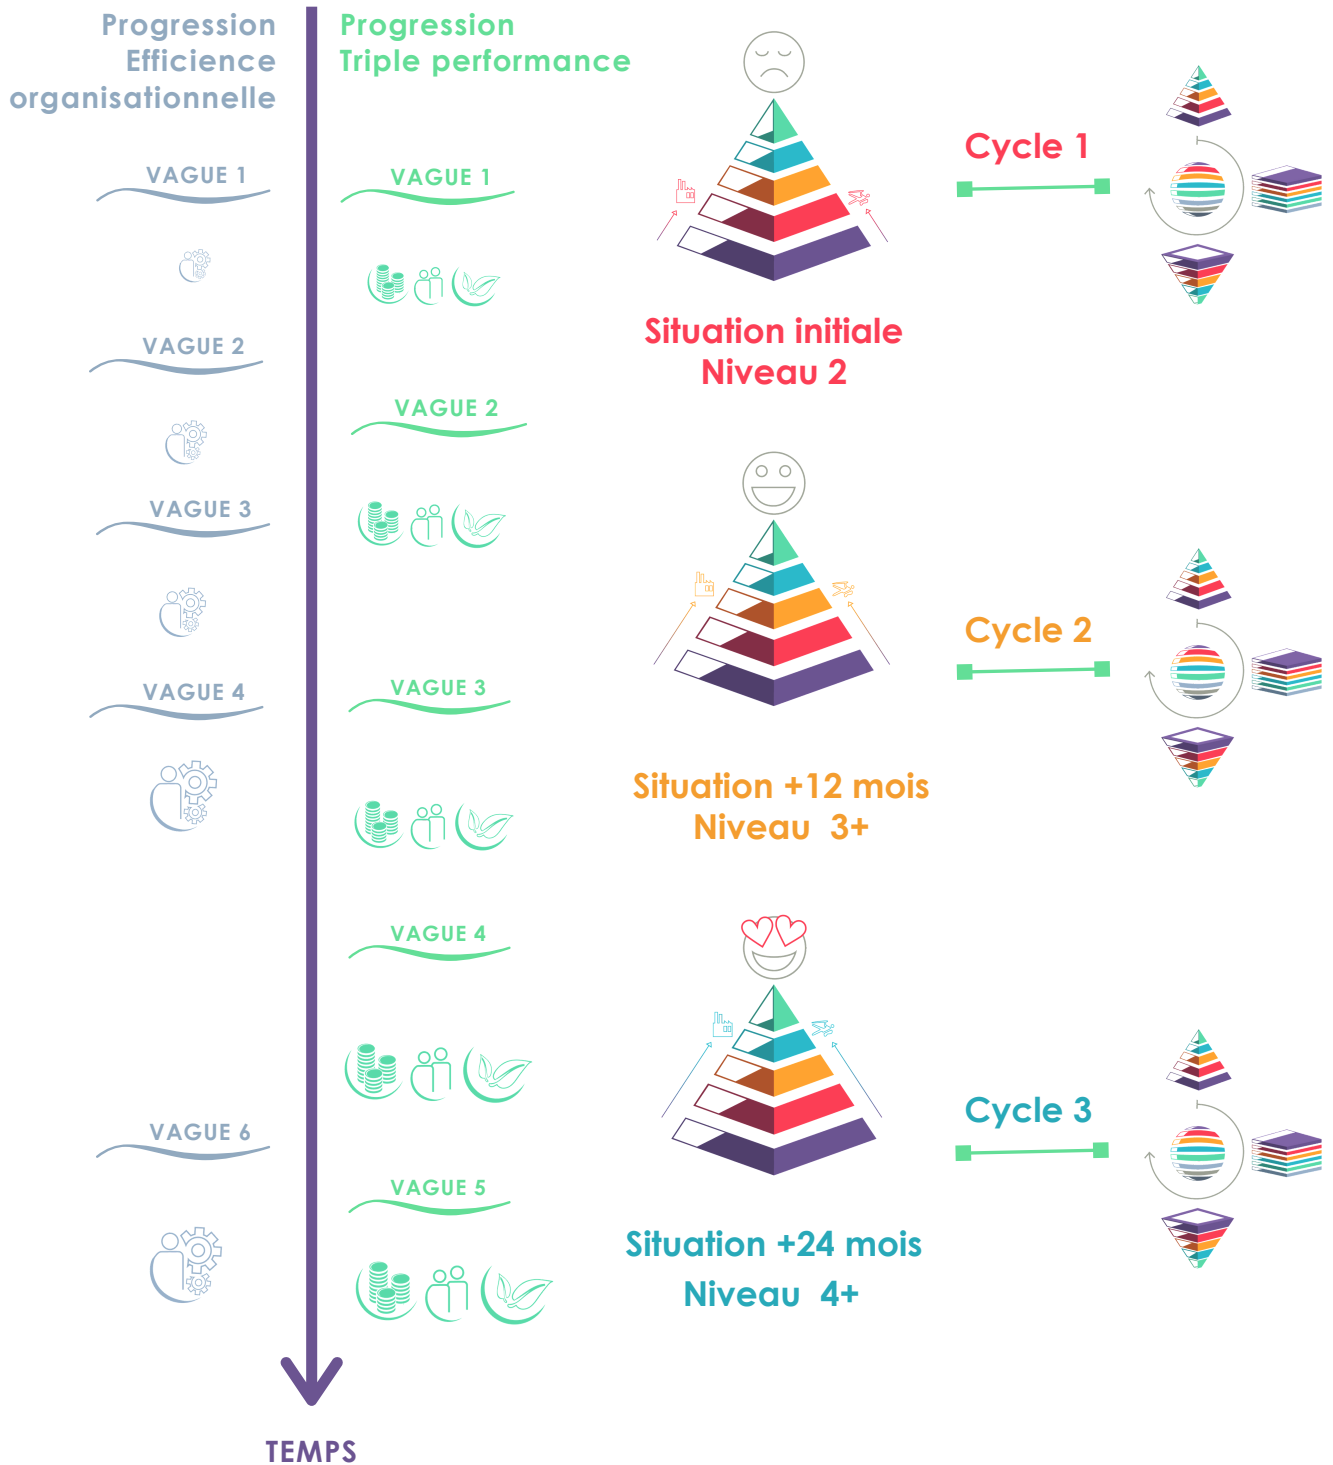 Progression
Efficience
organisationnelle
VAGUE 1
VAGUE 2
VAGUE 3
VAGUE 4
VAGUE 6
Progression
Triple performance
VAGUE 1
VAGUE 2
VAGUE 3
VAGUE 4
VAGUE 5
Situation initiale
Niveau 2
Cycle 1
Situation +12 mois
Niveau 3+
Cycle 2
Situation +24 mois
Niveau 4+
Cycle 3
TEMPS